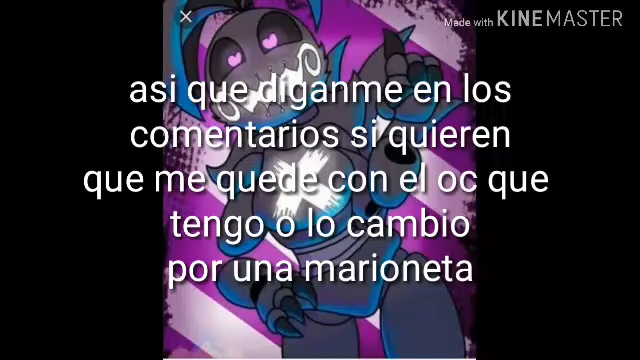 Made with KINEMASTER
asi que diganme en los
comentarios si quieren
que me quede con el oc que
tengo o lo cambio
por una marioneta